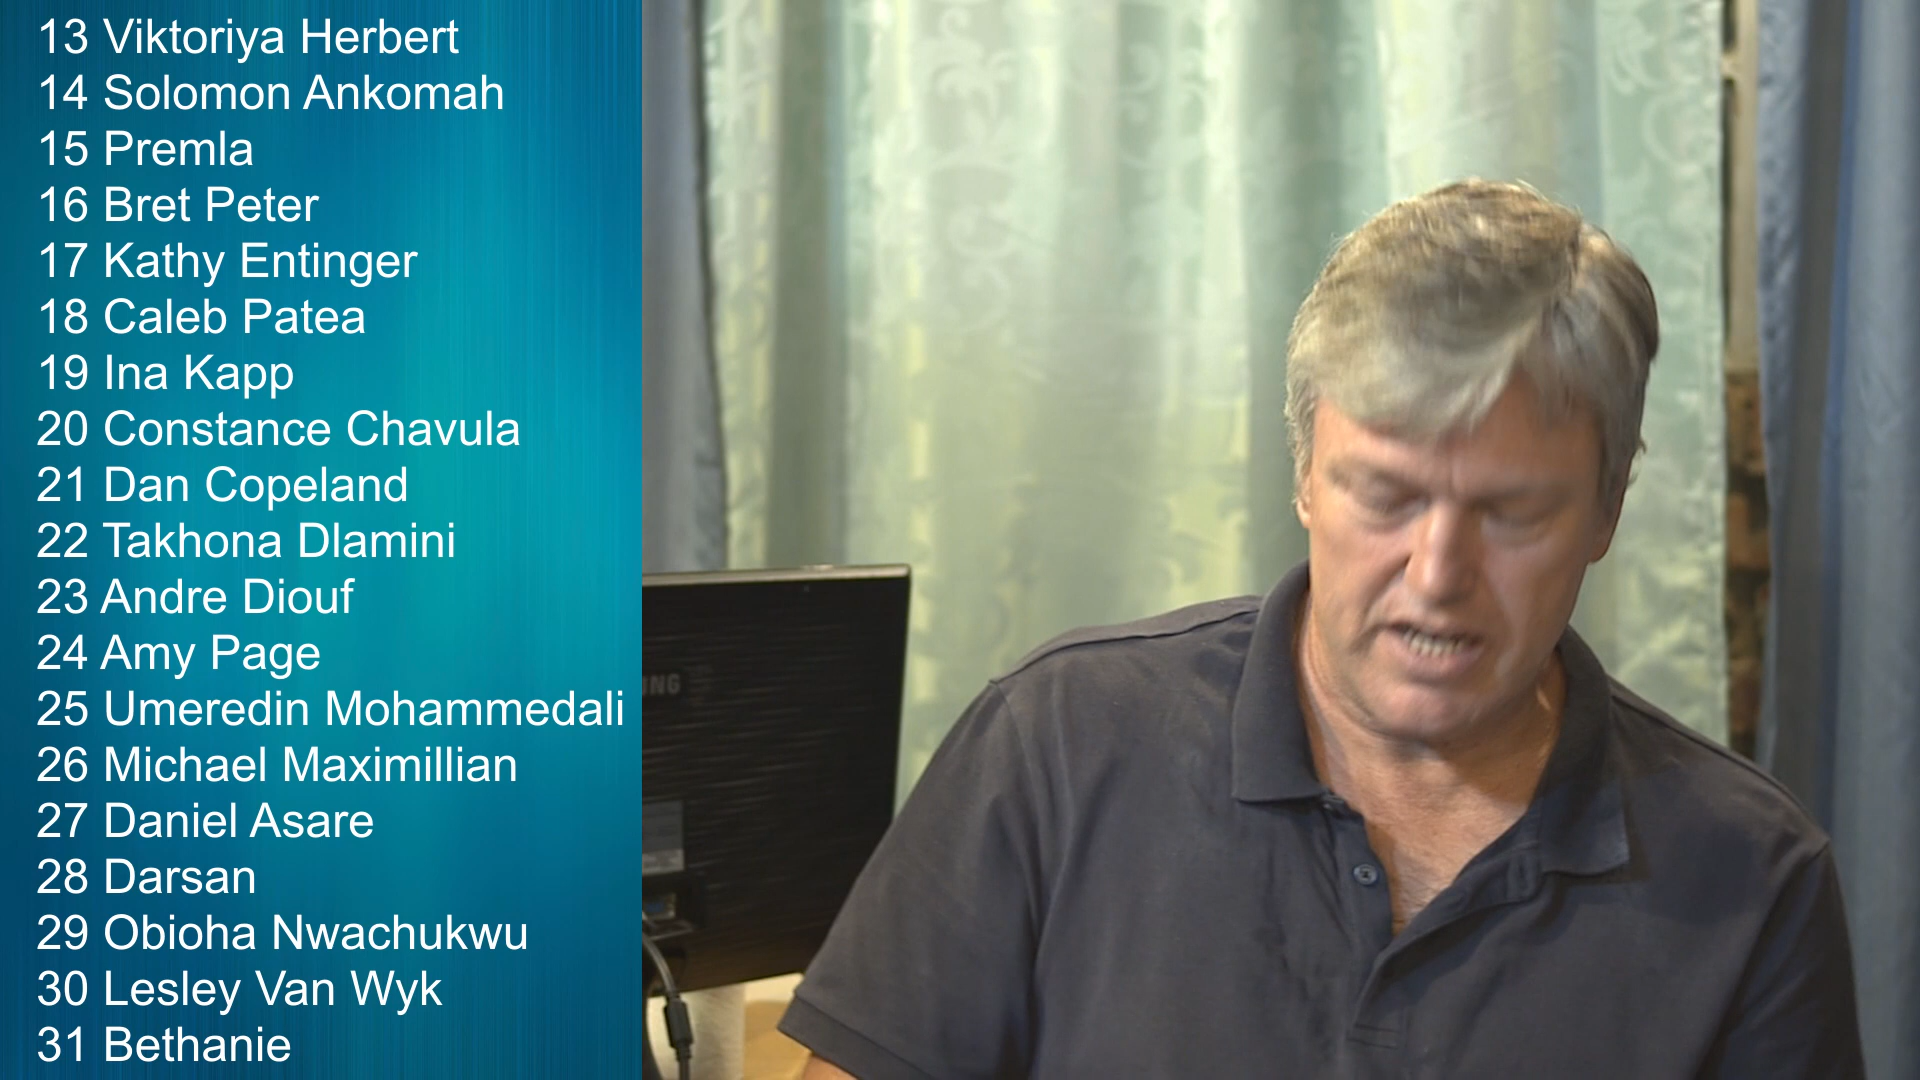 13 Viktoriya Herbert
14 Solomon Ankomah
15 Premla
16 Bret Peter
17 Kathy Entinger
18 Caleb Patea
19 Ina Kapp
20 Constance Chavula
21 Dan Copeland
22 Takhona Dlamini
23 Andre Diouf
24 Amy Page
25 Umeredin Mohammedali
26 Michael Maximillian
27 Daniel Asare
28 Darsan
29 Obioha Nwachukwu
30 Lesley Van Wyk
31 Bethanie